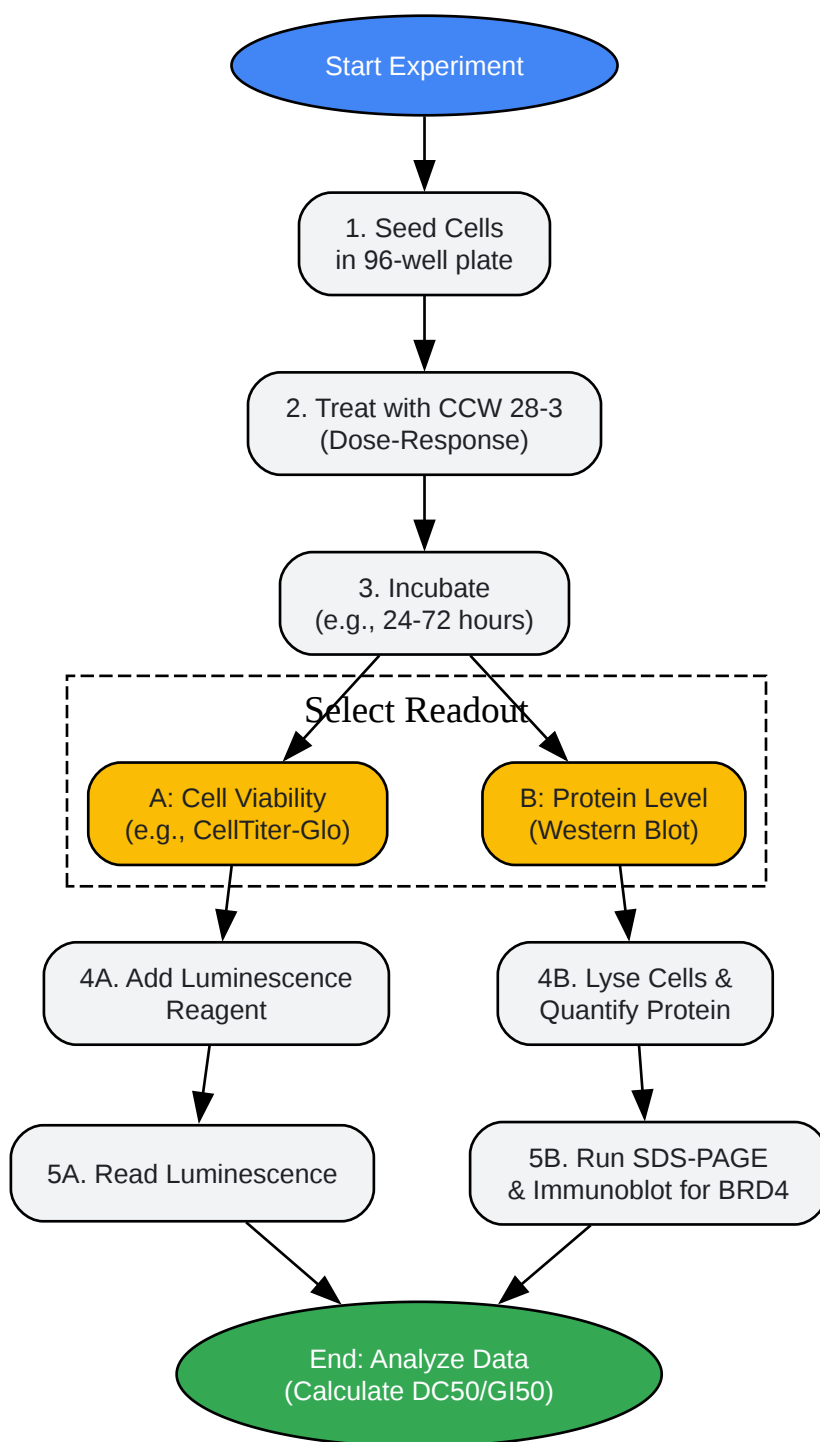 Start Experiment
1. Seed Cells
in 96-well plate
2. Treat with CCW 28-3
(Dose-Response)
3. Incubate
(e.g., 24-72 hours)
Select Readout
A: Cell Viability
(e.g., CellTiter-Glo)
B: Protein Level
(Western Blot)
4A. Add Luminescence
Reagent
4B. Lyse Cells &
Quantify Protein
5A. Read Luminescence
5B. Run SDS-PAGE
& Immunoblot for BRD4
End: Analyze Data
(Calculate DC50/GI50)